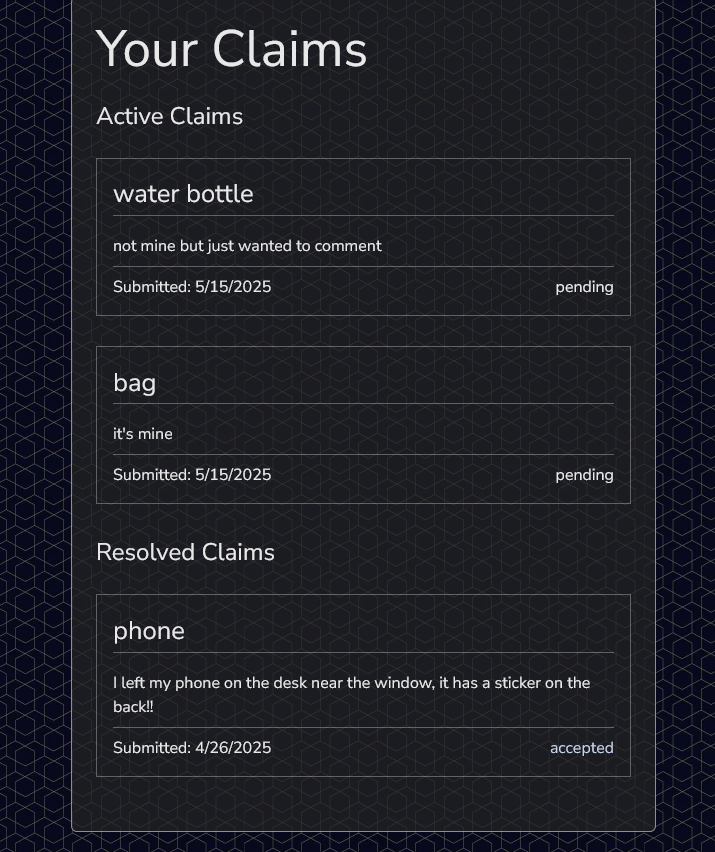 Your Claims
Active Claims
water bottle
not mine but just wanted to comment
Submitted: 5/15/2025 pending
bag
it's mine
Submitted: 5/15/2025 pending
Resolved Claims
phone
I left my phone on the desk near the window, it has a sticker on the
back!!
Submitted: 4/26/2025 accepted